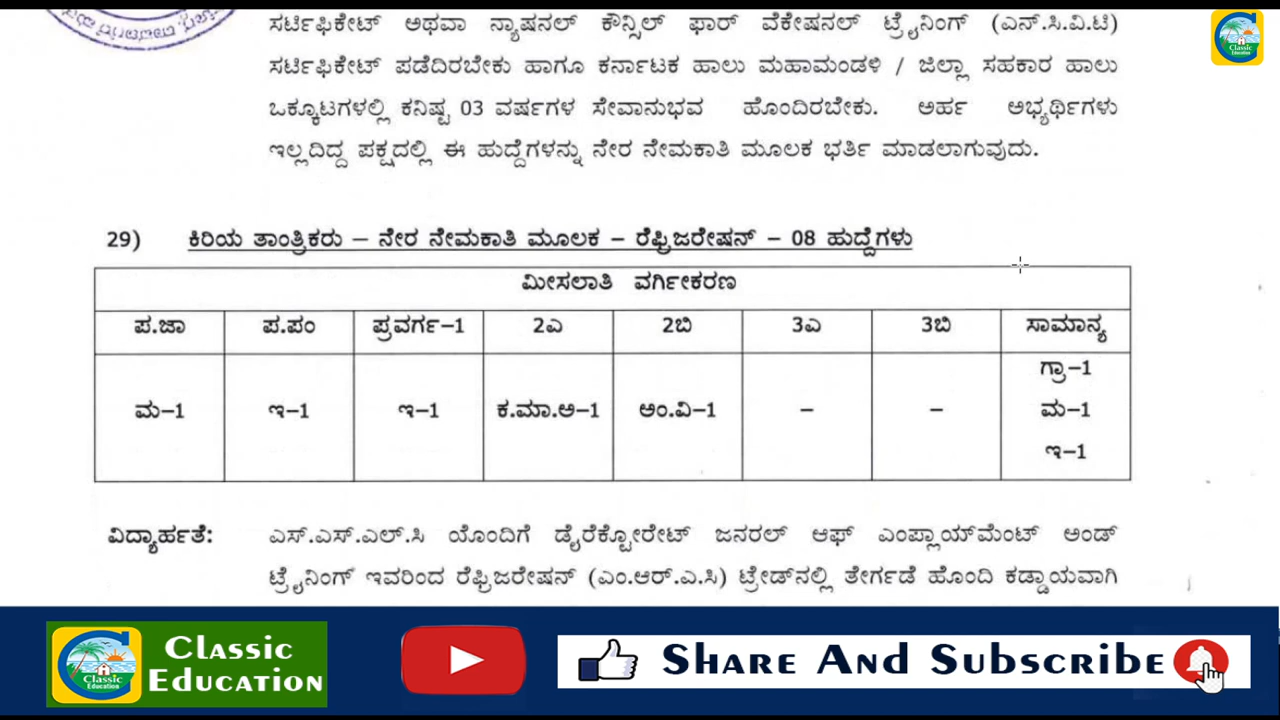 ಸರ್ಟಿಫಿಕೇಟ್ ಅಥವಾ ನ್ಯಾಷನಲ್ ಕೌನ್ಸಿಲ್ ಫಾರ್ ವೆಕೇಷನಲ್ ಟ್ರೈನಿಂಗ್ (ಎನ್.ಸಿ.ವಿ.ಟಿ)
ಸರ್ಟಿಫಿಕೇಟ್ ಪಡೆದಿರಬೇಕು ಹಾಗೂ ಕರ್ನಾಟಕ ಹಾಲು ಮಹಾಮಂಡಳಿ / ಜಿಲ್ಲಾ ಸಹಕಾರ ಹಾಲು
ಒಕ್ಕೂಟಗಳಲ್ಲಿ ಕನಿಷ್ಟ 03 ವರ್ಷಗಳ ಸೇವಾನುಭವ ಹೊಂದಿರಬೇಕು. ಅರ್ಹ ಅಭ್ಯರ್ಥಿಗಳು
ಇಲ್ಲದಿದ್ದ ಪಕ್ಷದಲ್ಲಿ ಈ ಹುದ್ದೆಗಳನ್ನು ನೇರ ನೇಮಕಾತಿ ಮೂಲಕ ಭರ್ತಿ ಮಾಡಲಾಗುವುದು.
29) ಕಿರಿಯ ತಾಂತ್ರಿಕರು – ನೇರ ನೇಮಕಾತಿ ಮೂಲಕ – ರೆಫ್ರಿಜರೇಷನ್ – 08 ಹುದ್ದೆಗಳು
ಮೀಸಲಾತಿ ವರ್ಗೀಕರಣ
ಪ.ಜಾ ಪ.ಪಂ ಪ್ರವರ್ಗ–1 2ಎ 2ಬಿ 3ಎ 3ಬಿ ಸಾಮಾನ್ಯ
ಗ್ರಾ–1
ಮ–1 ಇ–1 ಇ–1 ಕ.ಮಾ.ಅ–1 ಅಂ.ವಿ–1 – – ಮ–1
ಇ–1
ವಿದ್ಯಾರ್ಹತೆ: ಎಸ್.ಎಸ್.ಎಲ್.ಸಿ ಯೊಂದಿಗೆ ಡೈರೆಕ್ಟೋರೇಟ್ ಜನರಲ್ ಆಫ್ ಎಂಪ್ಲಾಯ್‌ಮೆಂಟ್ ಅಂಡ್
ಟ್ರೈನಿಂಗ್ ಇವರಿಂದ ರೆಫ್ರಿಜರೇಷನ್ (ಎಂ.ಆರ್.ಎ.ಸಿ) ಟ್ರೇಡ್‌ನಲ್ಲಿ ತೇರ್ಗಡೆ ಹೊಂದಿ ಕಡ್ಡಾಯವಾಗಿ
Classic
Education
Classic
Education
Classic
Education
Share And Subscribe